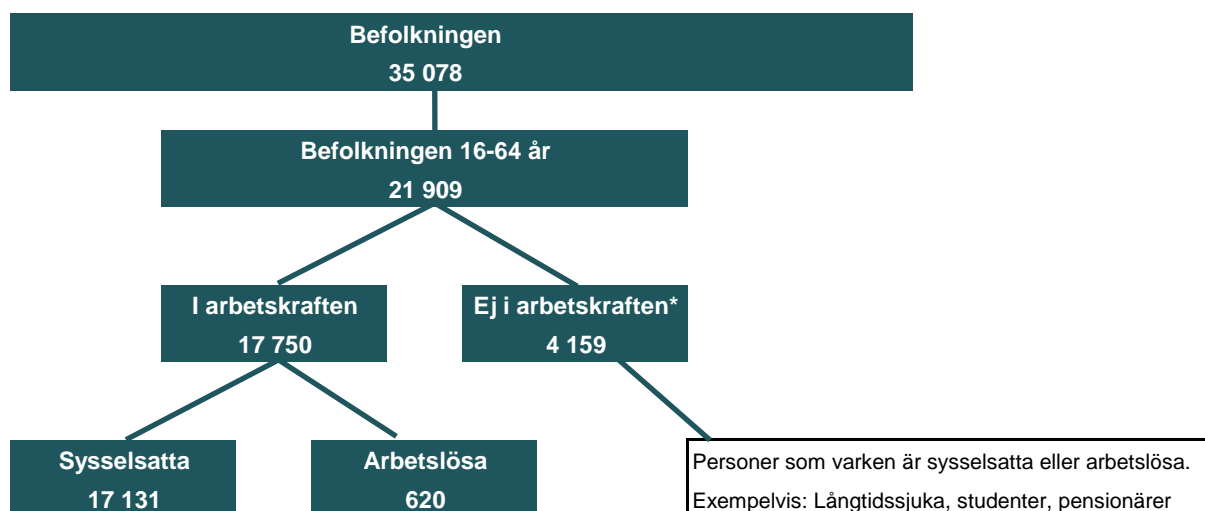 Befolkningen
35 078
Befolkningen 16-64 år
21 909
I arbetskraften
17 750
Ej i arbetskraften*
4 159
Sysselsatta
17 131
Arbetslösa
620
Personer som varken är sysselsatta eller arbetslösa.
Exempelvis: Långtidssjuka, studenter, pensionärer